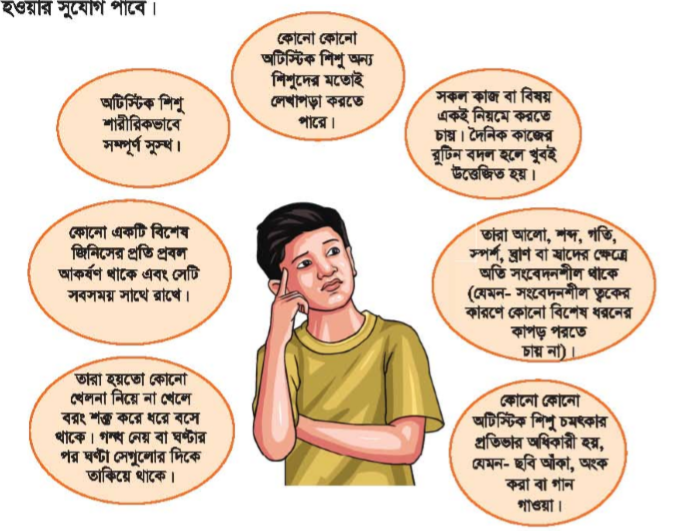 হওয়ার সুযোগ পাবে।
কোনো কোনো
অটিস্টিক শিশু অন্য
শিশুদের মতোই
লেখাপড়া করতে
পারে।
অটিস্টিক শিশু
শারীরিকভাবে
সম্পূর্ণ সুস্থ।
সকল কাজ বা বিষয়
একই নিয়মে করতে
চায়। দৈনিক কাজের
রুটিন বদল হলে খুবই
উত্তেজিত হয়।
কোনো একটি বিশেষ
জিনিসের প্রতি প্রবল
আকর্ষণ থাকে এবং সেটি
সবসময় সাথে রাখে।
তারা আলো, শব্দ, গতি,
স্পর্শ, ঘ্রাণ বা স্বাদের ক্ষেত্রে
অতি সংবেদনশীল থাকে
(যেমন- সংবেদনশীল ত্বকের
কারণে কোনো বিশেষ ধরনের
কাপড় পরতে
চায় না)।
তারা হয়তো কোনো
খেলনা নিয়ে না খেলে
বরং শক্ত করে ধরে বসে
থাকে। গন্ধ নেয় বা ঘণ্টার
পর ঘণ্টা সেগুলোর দিকে
তাকিয়ে থাকে।
কোনো কোনো
অটিস্টিক শিশু চমৎকার
প্রতিভার অধিকারী হয়,
যেমন- ছবি আঁকা, অংক
করা বা গান
গাওয়া।